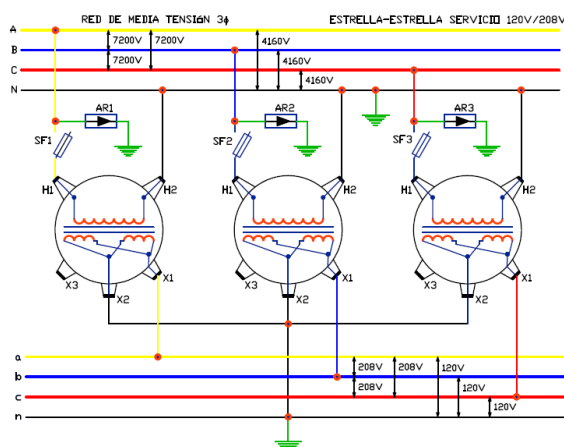 RED DE MEDIA TENSIÓN 3ϕ
ESTRELLA-ESTRELLA SERVICIO 120V/208V
A
B
C
N
7200V
7200V
7200V
4160V
4160V
4160V
SF1
AR1
SF2
AR2
SF3
AR3
H1
H2
H1
H2
H1
H2
X3
X2
X1
X3
X2
X1
X3
X2
X1
a
b
c
n
208V
208V
208V
120V
120V
120V